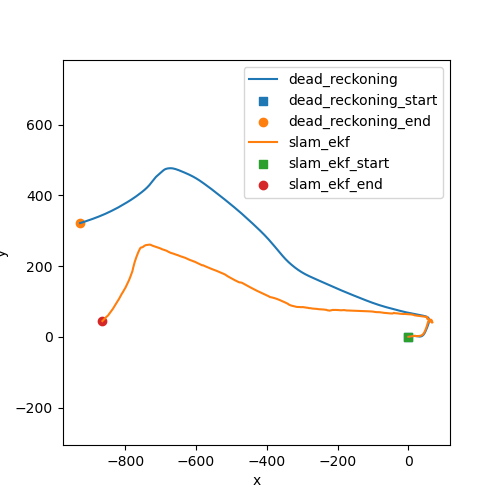 dead_reckoning
dead_reckoning_start
dead_reckoning_end
slam_ekf
slam_ekf_start
slam_ekf_end
600
400
200
0
−200
y
−800
−600
−400
−200
0
x